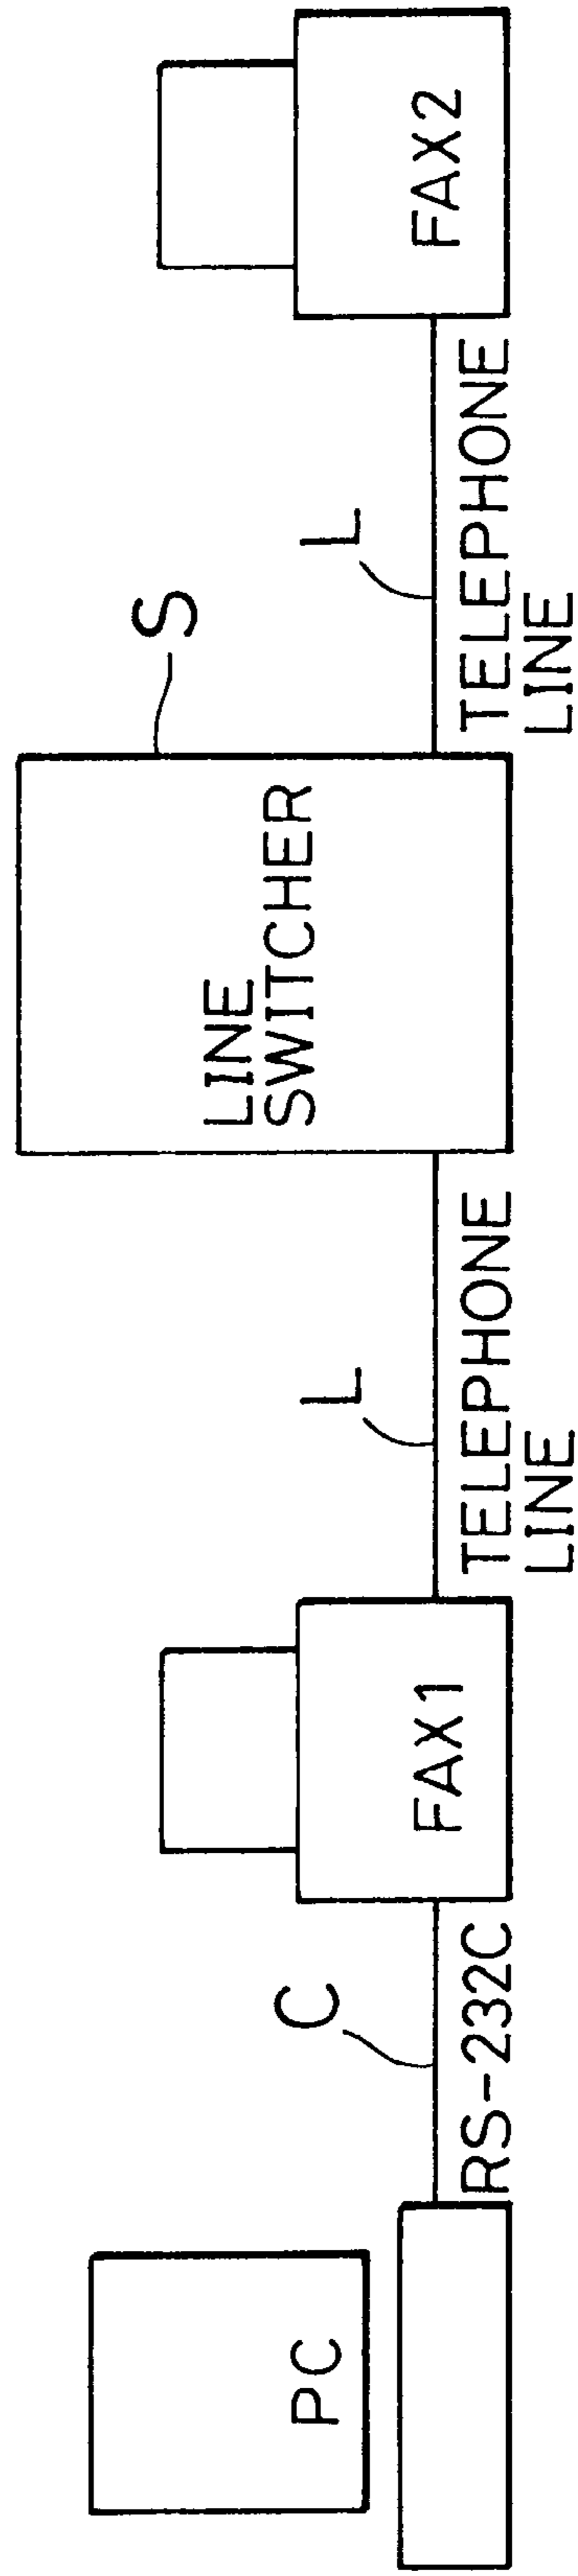 PC
C
RS-232C
FAX1
L
TELEPHONE
LINE
LINE
SWITCHER
S
L
TELEPHONE
LINE
FAX2